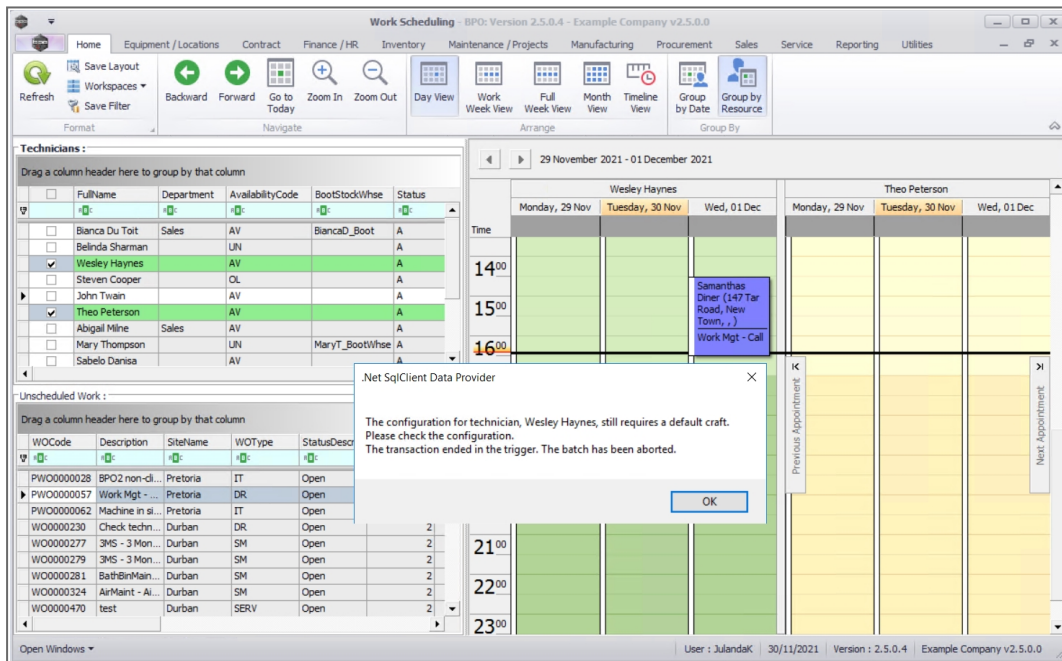 Work Scheduling - BPO: Version 2.5.0.4 - Example Company v2.5.0.0
Home Equipment / Locations Contract Finance / HR Inventory Maintenance / Projects Manufacturing Procurement Sales Service Reporting Utilities
Refresh
Save Layout
Workspaces
Save Filter
Backward Forward Go to Today Zoom In Zoom Out
Day View Work Week View Full Week View Month View Timeline View Group by Date Group by Resource
Format Navigate Arrange Group By
Technicians :
Drag a column header here to group by that column
FullName Department AvailabilityCode BootStockWhse Status
Bianca Du Toit Sales AV BiancaD_Boot A
Belinda Sharman UN A
Wesley Haynes AV A
Steven Cooper OL A
John Twain AV A
Theo Peterson AV A
Abigail Milne Sales AV A
Mary Thompson UN MaryT_BootWhse A
Sabelo Danisa AV A
29 November 2021 - 01 December 2021
Wesley Haynes Theo Peterson
Monday, 29 Nov Tuesday, 30 Nov Wed, 01 Dec Monday, 29 Nov Tuesday, 30 Nov Wed, 01 Dec
Time
14 00
15 00
16 00
Samanthas
Diner (147 Tar
Road, New
Town, , )
Work Mgt - Call
Previous Appointment
Next Appointment
.Net SqlClient Data Provider
The configuration for technician, Wesley Haynes, still requires a default craft.
Please check the configuration.
The transaction ended in the trigger. The batch has been aborted.
OK
Unscheduled Work :
Drag a column header here to group by that column
WOCode Description SiteName WOType StatusDescr
PWO0000028 BPO2 non-cli... Pretoria IT Open
PWO0000057 Work Mgt - ... Pretoria DR Open
PWO0000062 Machine in si... Pretoria IT Open
WO0000230 Check techn... Durban DR Open 2
WO0000277 3MS - 3 Mon... Durban SM Open 2
WO0000279 3MS - 3 Mon... Durban SM Open 2
WO0000281 BathBinMain... Durban SM Open 2
WO0000324 AirMaint - Ai... Durban SM Open 2
WO0000470 test Durban SERV Open 2
21 00
22 00
23 00
Open Windows
User : JulandaK 30/11/2021 Version : 2.5.0.4 Example Company v2.5.0.0